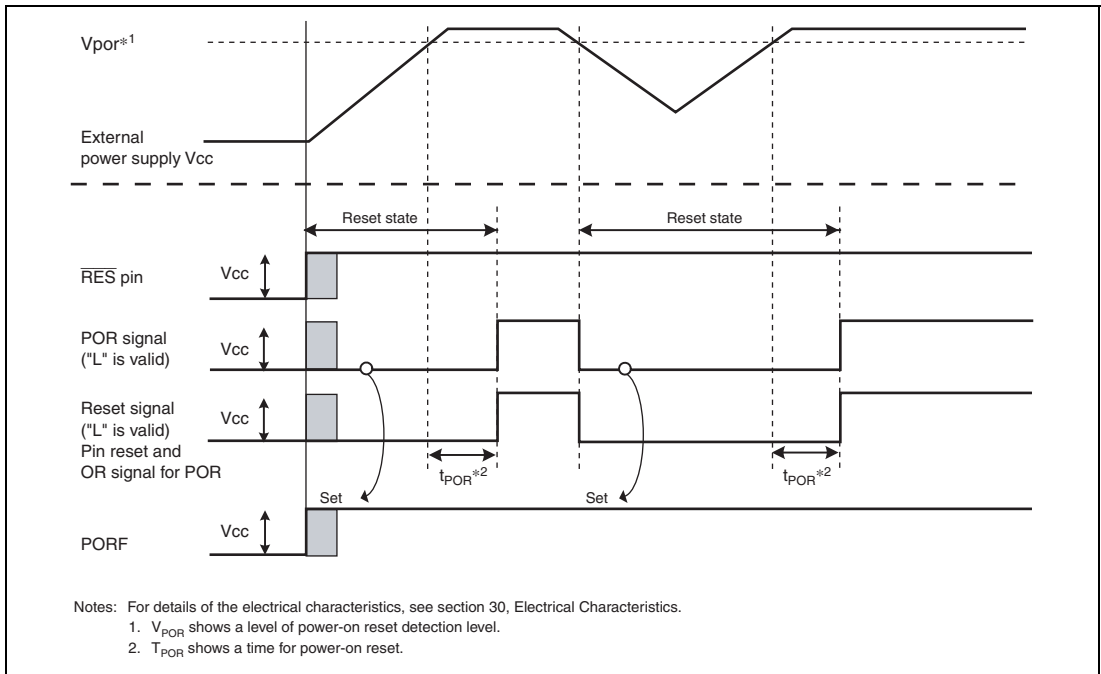 Vpor*1
External
power supply Vcc
Reset state
Reset state
RES pin
Vcc
POR signal
("L" is valid)
Vcc
Reset signal
("L" is valid)
Pin reset and
OR signal for POR
Vcc
tPOR*2
tPOR*2
Set
Set
PORF
Vcc
Notes: For details of the electrical characteristics, see section 30, Electrical Characteristics.
1. VPOR shows a level of power-on reset detection level.
2. TPOR shows a time for power-on reset.